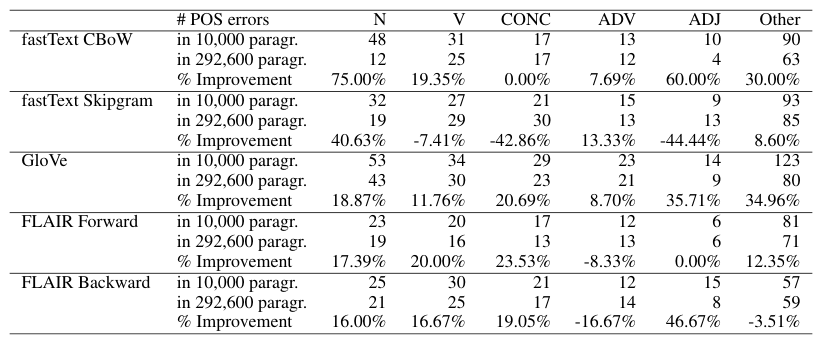 # POS errors N V CONC ADV ADJ Other
fastText CBoW in 10,000 paragr. 48 31 17 13 10 90
in 292,600 paragr. 12 25 17 12 4 63
% Improvement 75.00% 19.35% 0.00% 7.69% 60.00% 30.00%
fastText Skipgram in 10,000 paragr. 32 27 21 15 9 93
in 292,600 paragr. 19 29 30 13 13 85
% Improvement 40.63% -7.41% -42.86% 13.33% -44.44% 8.60%
GloVe in 10,000 paragr. 53 34 29 23 14 123
in 292,600 paragr. 43 30 23 21 9 80
% Improvement 18.87% 11.76% 20.69% 8.70% 35.71% 34.96%
FLAIR Forward in 10,000 paragr. 23 20 17 12 6 81
in 292,600 paragr. 19 16 13 13 6 71
% Improvement 17.39% 20.00% 23.53% -8.33% 0.00% 12.35%
FLAIR Backward in 10,000 paragr. 25 30 21 12 15 57
in 292,600 paragr. 21 25 17 14 8 59
% Improvement 16.00% 16.67% 19.05% -16.67% 46.67% -3.51%